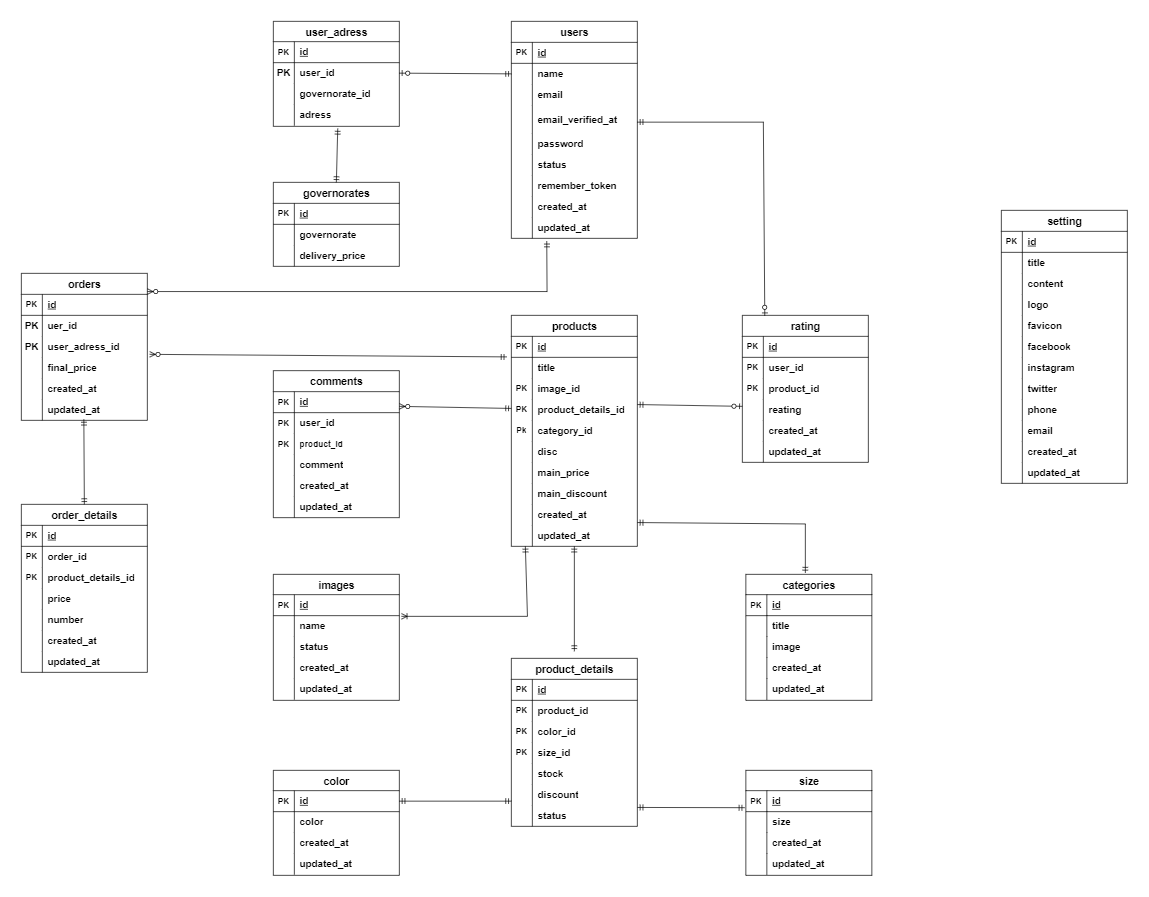 user_adress
PK id
PK user_id
governorate_id
adress
users
PK id
name
email
email_verified_at
password
status
remember_token
created_at
updated_at
governorates
PK id
governorate
delivery_price
setting
PK id
title
content
logo
favicon
facebook
instagram
twitter
phone
email
created_at
updated_at
orders
PK id
PK uer_id
PK user_adress_id
final_price
created_at
updated_at
products
PK id
title
PK image_id
PK product_details_id
Pk category_id
disc
main_price
main_discount
created_at
updated_at
rating
PK id
PK user_id
PK product_id
reating
created_at
updated_at
comments
PK id
PK user_id
PK product_id
comment
created_at
updated_at
order_details
PK id
PK order_id
PK product_details_id
price
number
created_at
updated_at
images
PK id
name
status
created_at
updated_at
categories
PK id
title
image
created_at
updated_at
product_details
PK id
PK product_id
PK color_id
PK size_id
stock
discount
status
color
PK id
color
created_at
updated_at
size
PK id
size
created_at
updated_at